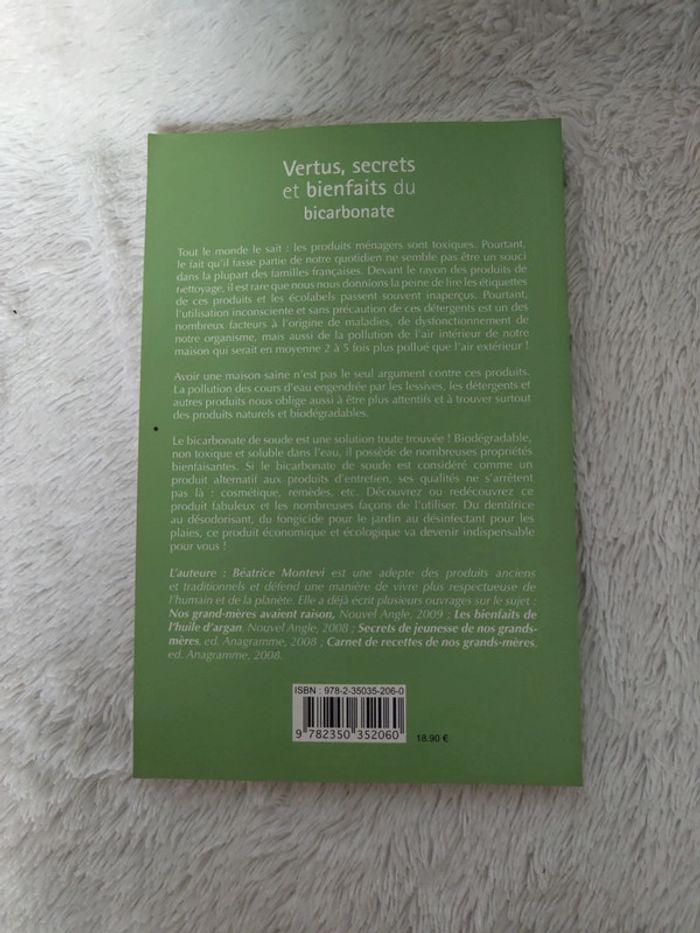 Vertus, secrets
et bienfaits du
bicarbonate
Tout le monde le sait : les produits ménagers sont toxiques. Pourtant,
le fait qu'il fasse partie de notre quotidien ne semble pas être un souci
dans la plupart des familles françaises. Devant le rayon des produits de
nettoyage, il est rare que nous nous donnions la peine de lire les étiquettes
de ces produits et les écolabels passent souvent inaperçus. Pourtant,
l'utilisation inconsciente et sans précaution de ces détergents est un des
nombreux facteurs à l'origine de maladies, de dysfonctionnement de
notre organisme, mais aussi de la pollution de l'air intérieur de notre
maison qui serait en moyenne 2 à 5 fois plus pollué que l'air extérieur !
Avoir une maison saine n'est pas le seul argument contre ces produits.
La pollution des cours d'eau engendrée par les lessives, les détergents et
autres produits nous oblige aussi à être plus attentifs et à trouver surtout
des produits naturels et biodégradables.
Le bicarbonate de soude est une solution toute trouvée ! Biodégradable,
non toxique et soluble dans l'eau, il possède de nombreuses propriétés
bienfaisantes. Si le bicarbonate de soude est considéré comme un
produit alternatif aux produits d'entretien, ses qualités ne s'arrêtent
pas là : cosmétique, remèdes, etc. Découvrez ou redécouvrez ce
produit fabuleux et les nombreuses façons de l'utiliser. Du dentifrice
au désodorisant, du fongicide pour le jardin au désinfectant pour les
plaies, ce produit économique et écologique va devenir indispensable
pour vous !
L'auteure : Béatrice Montevi est une adepte des produits anciens
et traditionnels et défend une manière de vivre plus respectueuse de
l'humain et de la planète. Elle a déjà écrit plusieurs ouvrages sur le sujet :
Nos grand-mères avaient raison, Nouvel Angle, 2009 ; Les bienfaits de
l'huile d'argan, Nouvel Angle, 2008 ; Secrets de jeunesse de nos grands-
mères, ed. Anagramme, 2008 ; Carnet de recettes de nos grands-mères,
ed. Anagramme, 2008.
ISBN : 978-2-35035-206-0
9 782350 352060
18.90 €